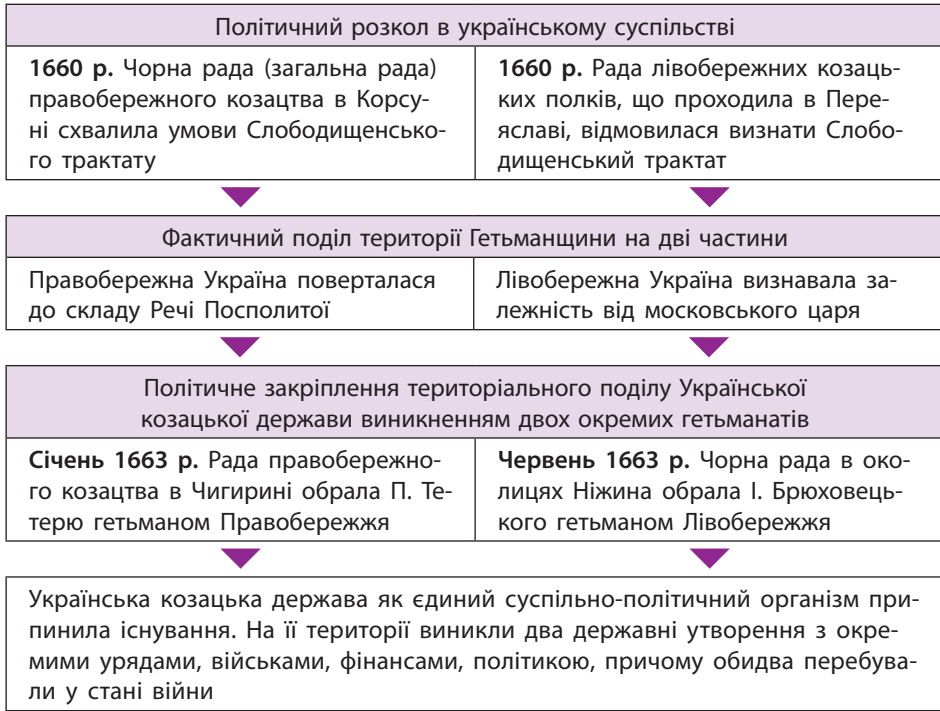 Політичний розкол в українському суспільстві
1660 р. Чорна рада (загальна рада)
правобережного козацтва в Корсу-
ні схвалила умови Слободищенсько-
го трактату
1660 р. Рада лівобережних козаць-
ких полків, що проходила в Пере-
яславі, відмовилася визнати Слобо-
дищенський трактат
Фактичний поділ території Гетьманщини на дві частини
Правобережна Україна поверталася
до складу Речі Посполитої
Лівобережна Україна визнавала за-
лежність від московського царя
Політичне закріплення територіального поділу Української
козацької держави виникненням двох окремих гетьманатів
Січень 1663 р. Рада правобережно-
го козацтва в Чигирині обрала П. Те-
терю гетьманом Правобережжя
Червень 1663 р. Чорна рада в око-
лицях Ніжина обрала І. Брюховець-
кого гетьманом Лівобережжя
Українська козацька держава як єдиний суспільно-політичний організм при-
пинила існування. На її території виникли два державні утворення з окре-
мими урядами, військами, фінансами, політикою, причому обидва перебува-
ли у стані війни